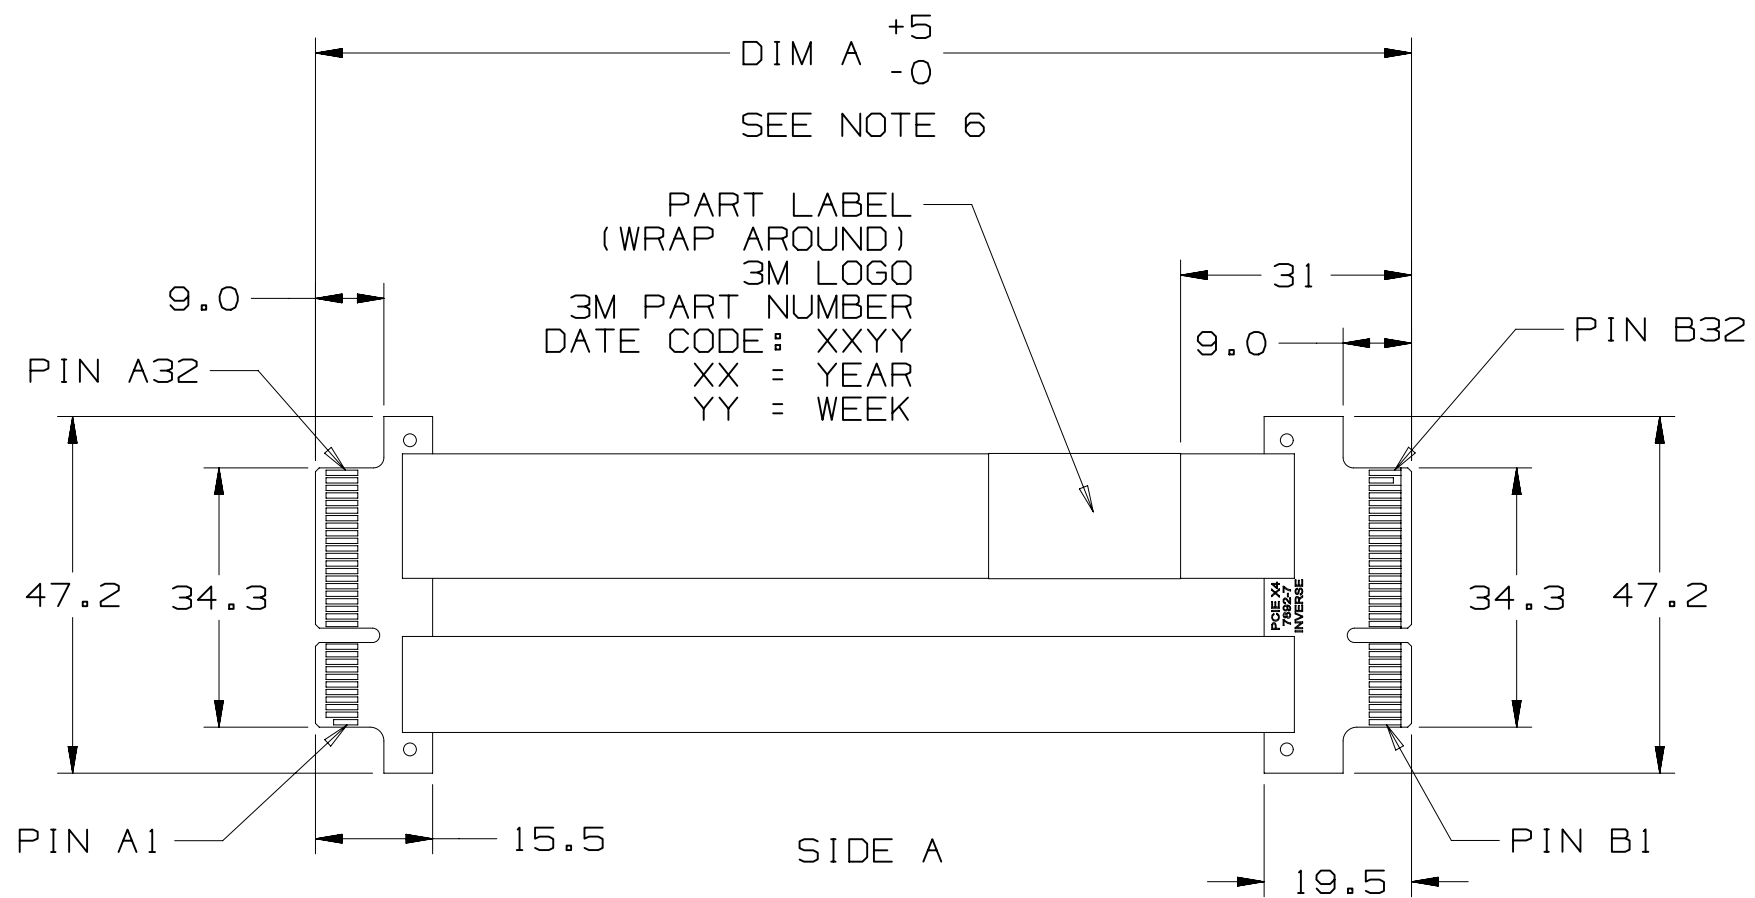 DIM A +5 -0
SEE NOTE 6
PART LABEL
(WRAP AROUND)
3M LOGO
3M PART NUMBER
DATE CODE: XXYY
XX = YEAR
YY = WEEK
31
9.0
9.0
PIN B32
PIN A32
47.2
34.3
PCIE X4
7892-7
INVERSE
34.3
47.2
PIN A1
15.5
SIDE A
PIN B1
19.5